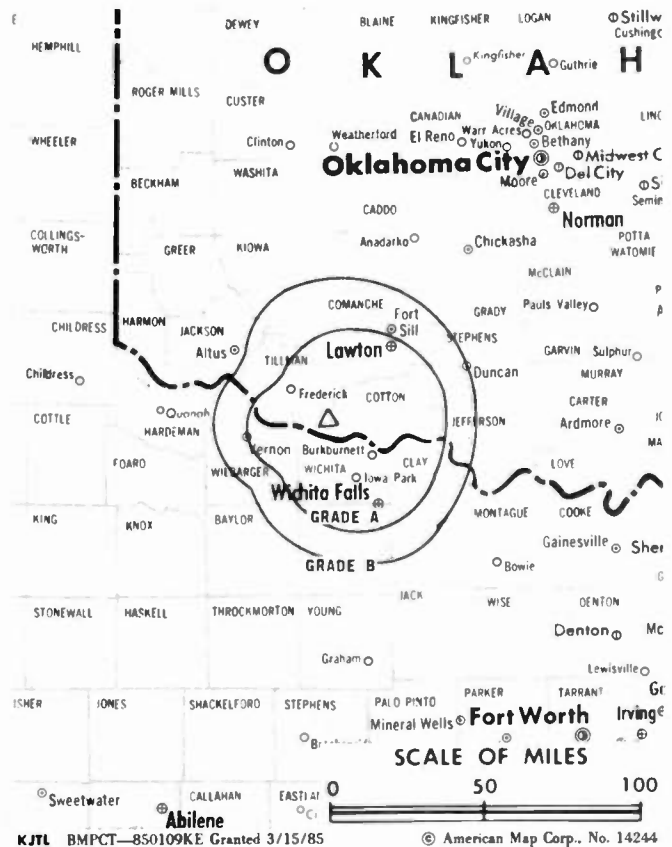 E
DEWEY BLAINE KINGFISHER LOGAN Stillw
HEMPHILL Cushing
O K L A H
Kingfisher Guthrie
ROGER MILLS CUSTER
CANADIAN Village Edmond LINC
WHEELER Clinton Weatherford El Reno Warr Acres OKLAHOMA
Yukon Bethany
Oklahoma City Midwest C
BECKHAM WASHITA Moore Del City
CLEVELAND S
CADDO Norman Semin
COLLINGS-
WORTH GREER KIOWA Anadarko Chickasha POTTA
WATOMIE
McCLAIN
COMANCHE Fort
Sill GRADY Pauls Valley P
CHILDRESS HARMON JACKSON STEPHENS
Altus TILLMAN Lawton GARVIN Sulphur
Childress Duncan MURRAY
Frederick COTTON CARTER
COTTLE Quanah JEFFERSON Ardmore
HARDEMAN Vernon Burkburnett MA
FOARD WILBARGER WICHITA CLAY LOVE
Iowa Park
Wichita Falls
KING KNOX BAYLOR GRADE A MONTAGUE COOKE
Gainesville Sher
GRADE B Bowie
JACK
STONEWALL HASKELL THROCKMORTON YOUNG WISE DENTON
Denton Mc
Graham Lewisville
ISHER JONES SHACKELFORD STEPHENS PALO PINTO PARKER TARRANT
Mineral Wells Fort Worth Irving
SCALE OF MILES
Sweetwater CALLAHAN EASTLAN 0 50 100
Abilene
KJTL BMPCT—850109KE Granted 3/15/85 © American Map Corp., No. 14244